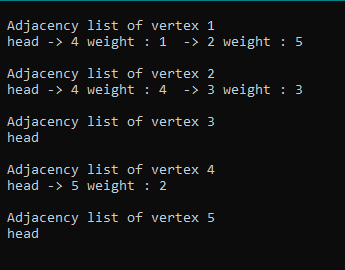 Adjacency list of vertex 1
head -> 4 weight : 1  -> 2 weight : 5
Adjacency list of vertex 2
head -> 4 weight : 4  -> 3 weight : 3
Adjacency list of vertex 3
head
Adjacency list of vertex 4
head -> 5 weight : 2
Adjacency list of vertex 5
head